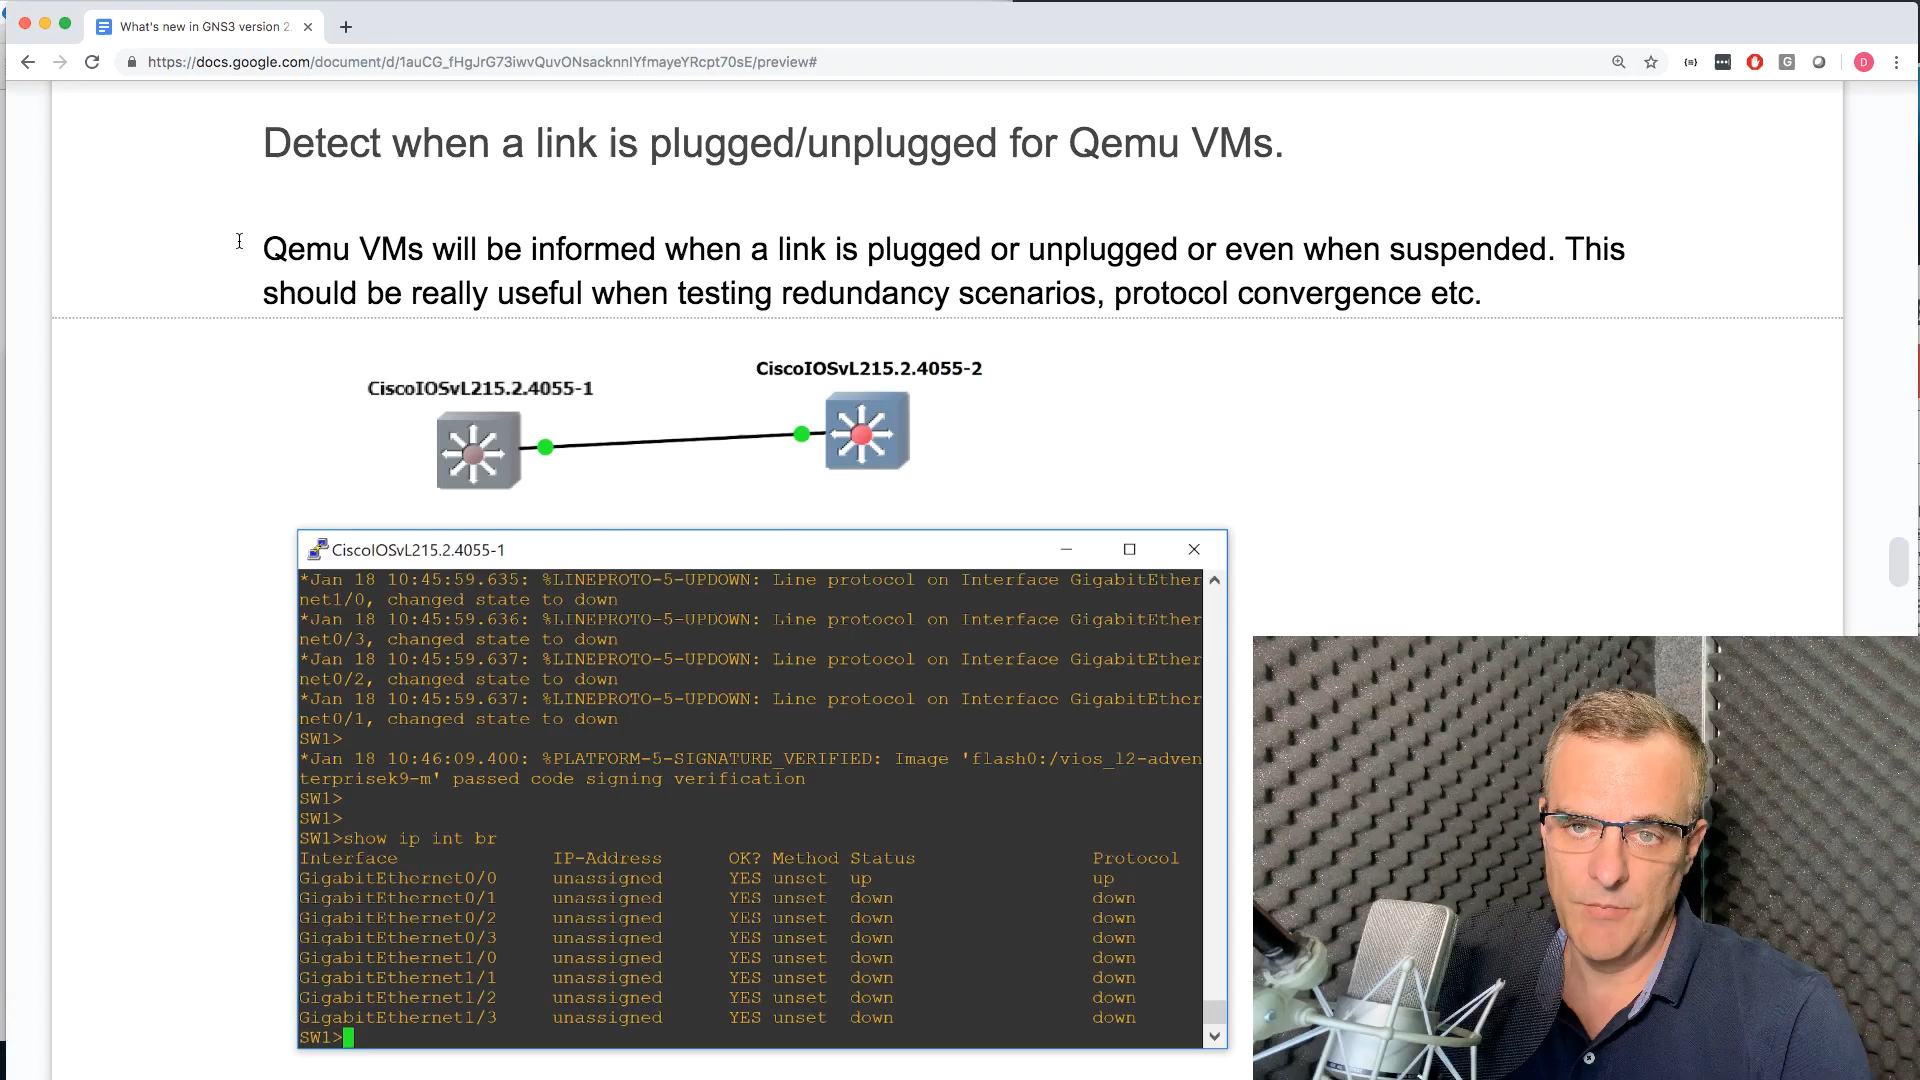 What's new in GNS3 version 2.
https://docs.google.com/document/d/1auCG_fHgJrG73iwvQuvONsacknnIYfmayeYRcpt70sE/preview#
G
D
Detect when a link is plugged/unplugged for Qemu VMs.
Qemu VMs will be informed when a link is plugged or unplugged or even when suspended. This
should be really useful when testing redundancy scenarios, protocol convergence etc.
CiscoIOSvL215.2.4055-2
CiscoIOSvL215.2.4055-1
CiscoIOSvL215.2.4055-1
*Jan 18 10:45:59.635: %LINEPROTO-5-UPDOWN: Line protocol on Interface GigabitEther
net1/0, changed state to down
*Jan 18 10:45:59.636: %LINEPROTO-5-UPDOWN: Line protocol on Interface GigabitEther
net0/3, changed state to down
*Jan 18 10:45:59.637: %LINEPROTO-5-UPDOWN: Line protocol on Interface GigabitEther
net0/2, changed state to down
*Jan 18 10:45:59.637: %LINEPROTO-5-UPDOWN: Line protocol on Interface GigabitEther
net0/1, changed state to down
SW1>
*Jan 18 10:46:09.400: %PLATFORM-5-SIGNATURE_VERIFIED: Image 'flash0:/vios_l2-adven
terprisek9-m' passed code signing verification
SW1>
SW1>
SW1>show ip int br
Interface IP-Address OK? Method Status Protocol
GigabitEthernet0/0 unassigned YES unset up up
GigabitEthernet0/1 unassigned YES unset down down
GigabitEthernet0/2 unassigned YES unset down down
GigabitEthernet0/3 unassigned YES unset down down
GigabitEthernet1/0 unassigned YES unset down down
GigabitEthernet1/1 unassigned YES unset down down
GigabitEthernet1/2 unassigned YES unset down down
GigabitEthernet1/3 unassigned YES unset down down
SW1>